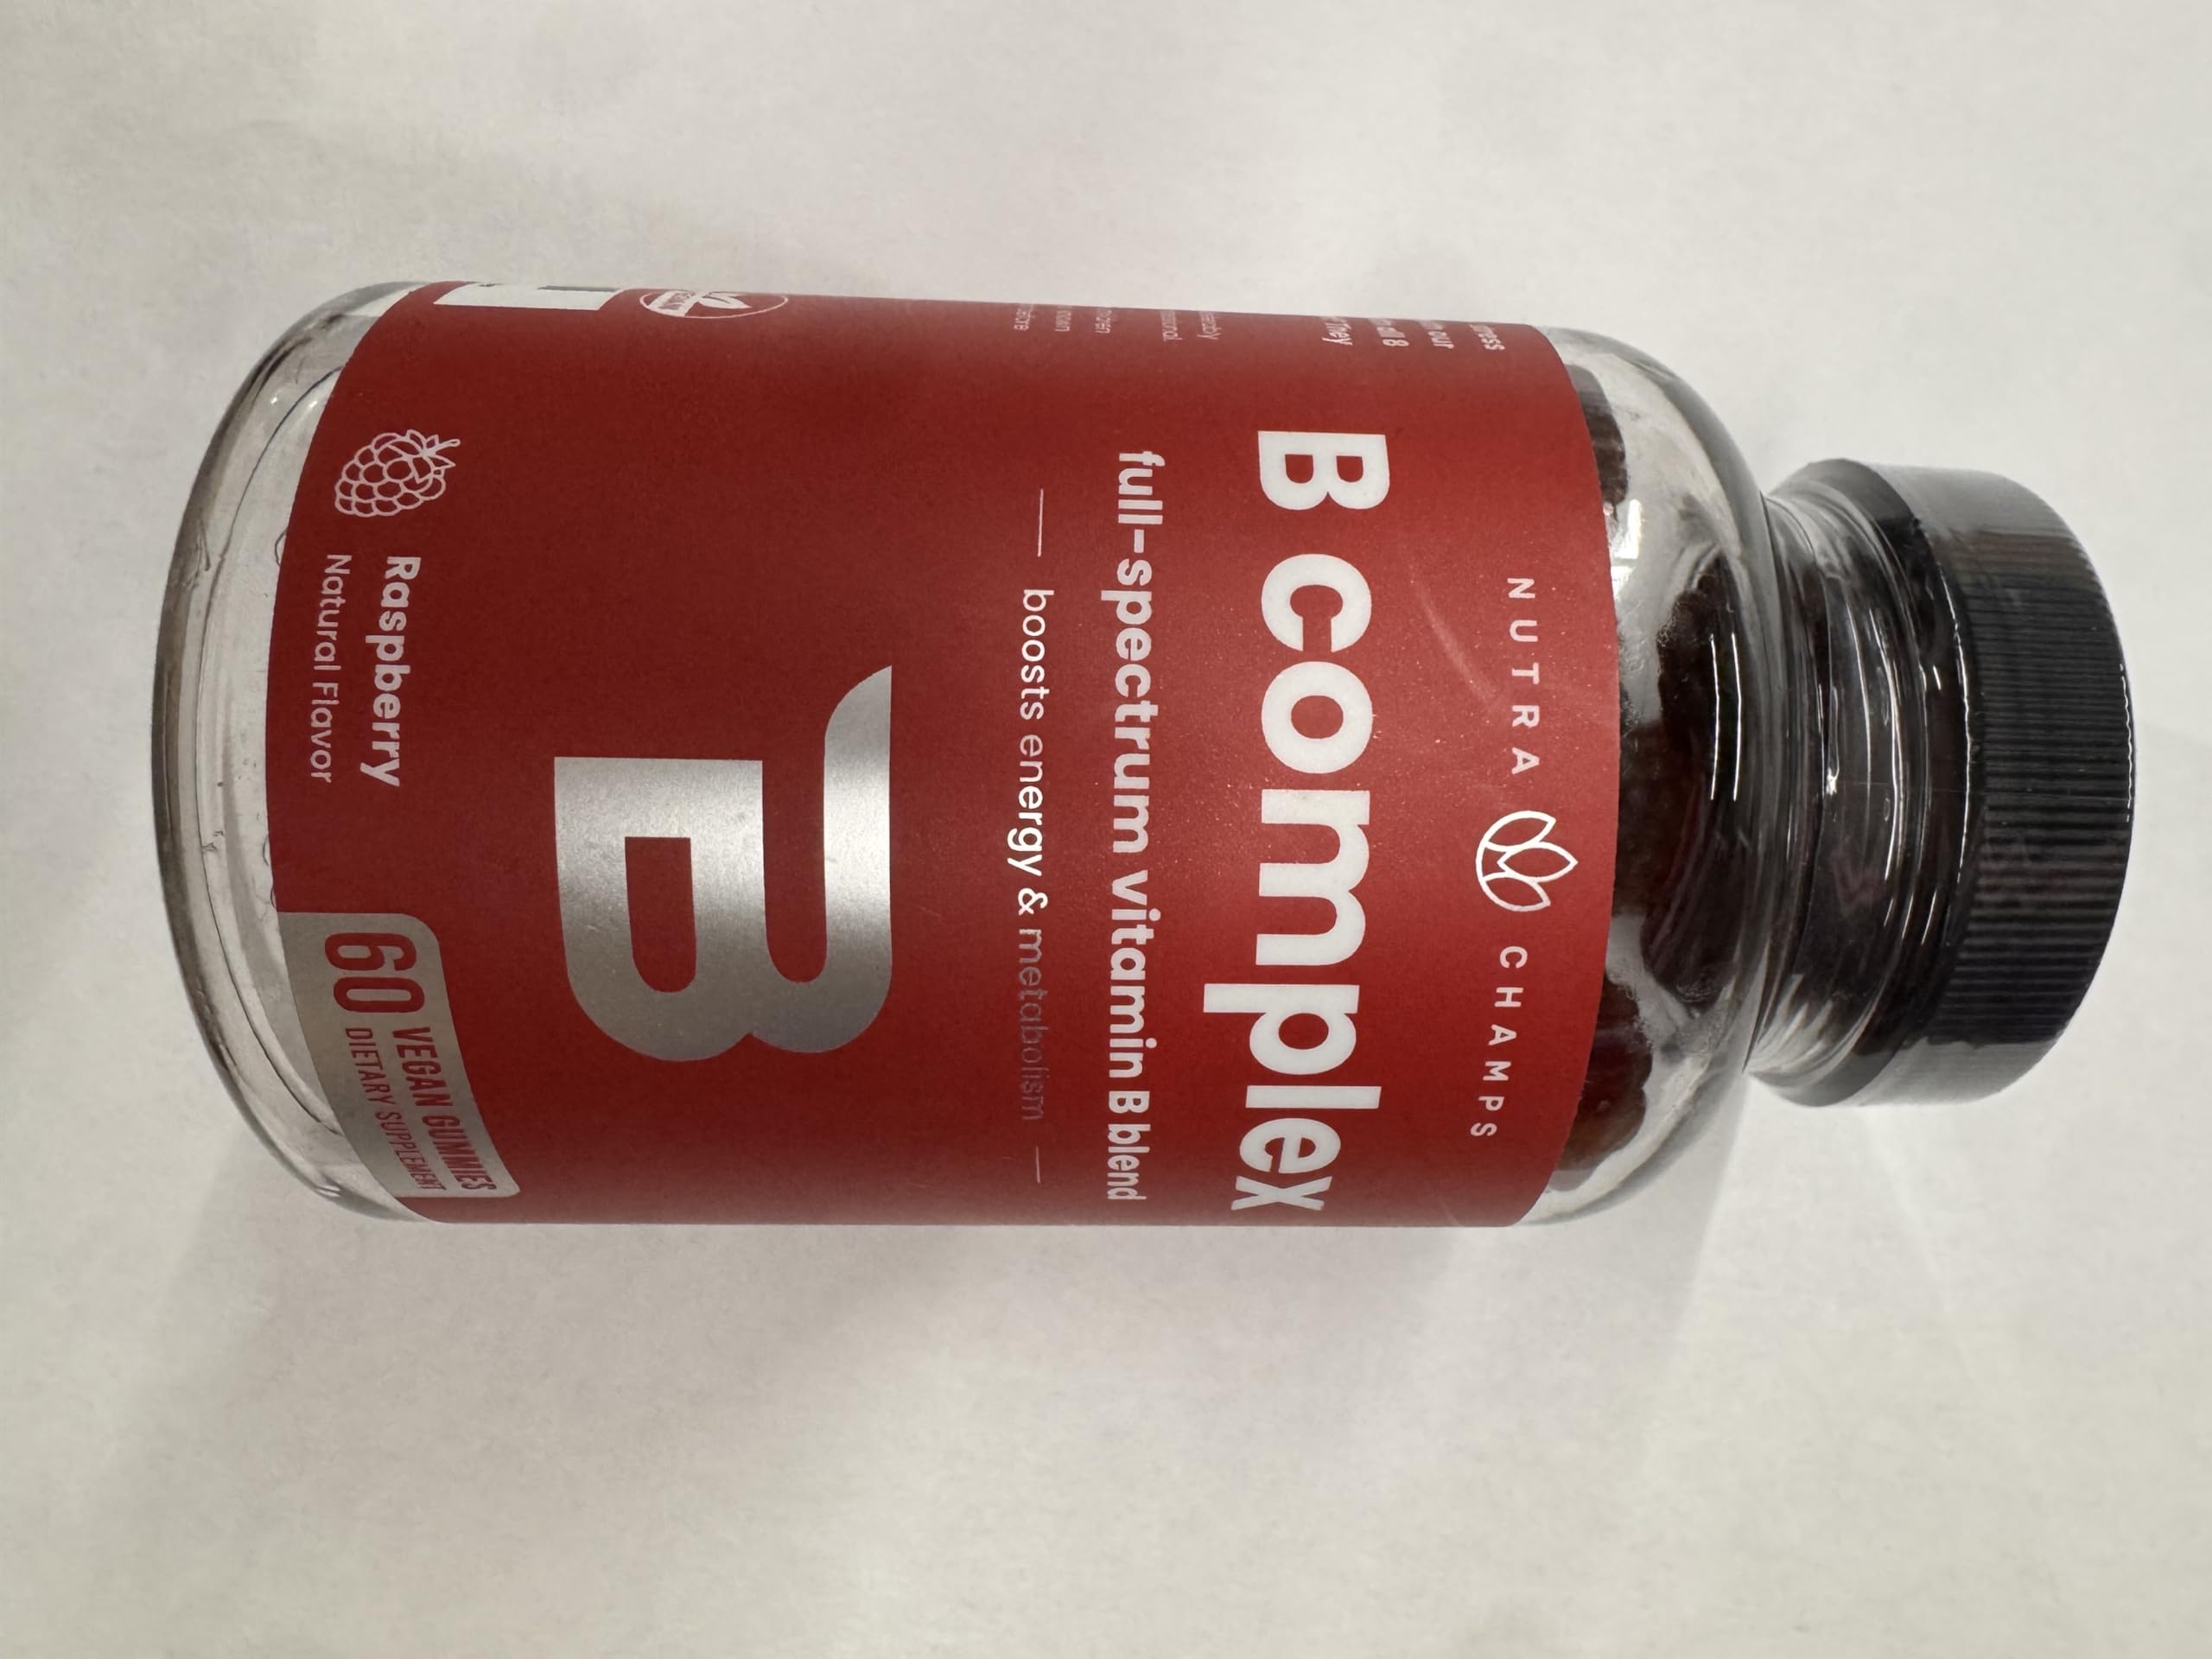 NUTRA CHAMPS
B complex
full-spectrum vitamin B blend
boosts energy & metabolism
B
Raspberry
Natural Flavor
60 VEGAN GUMMIES
DIETARY SUPPLEMENT